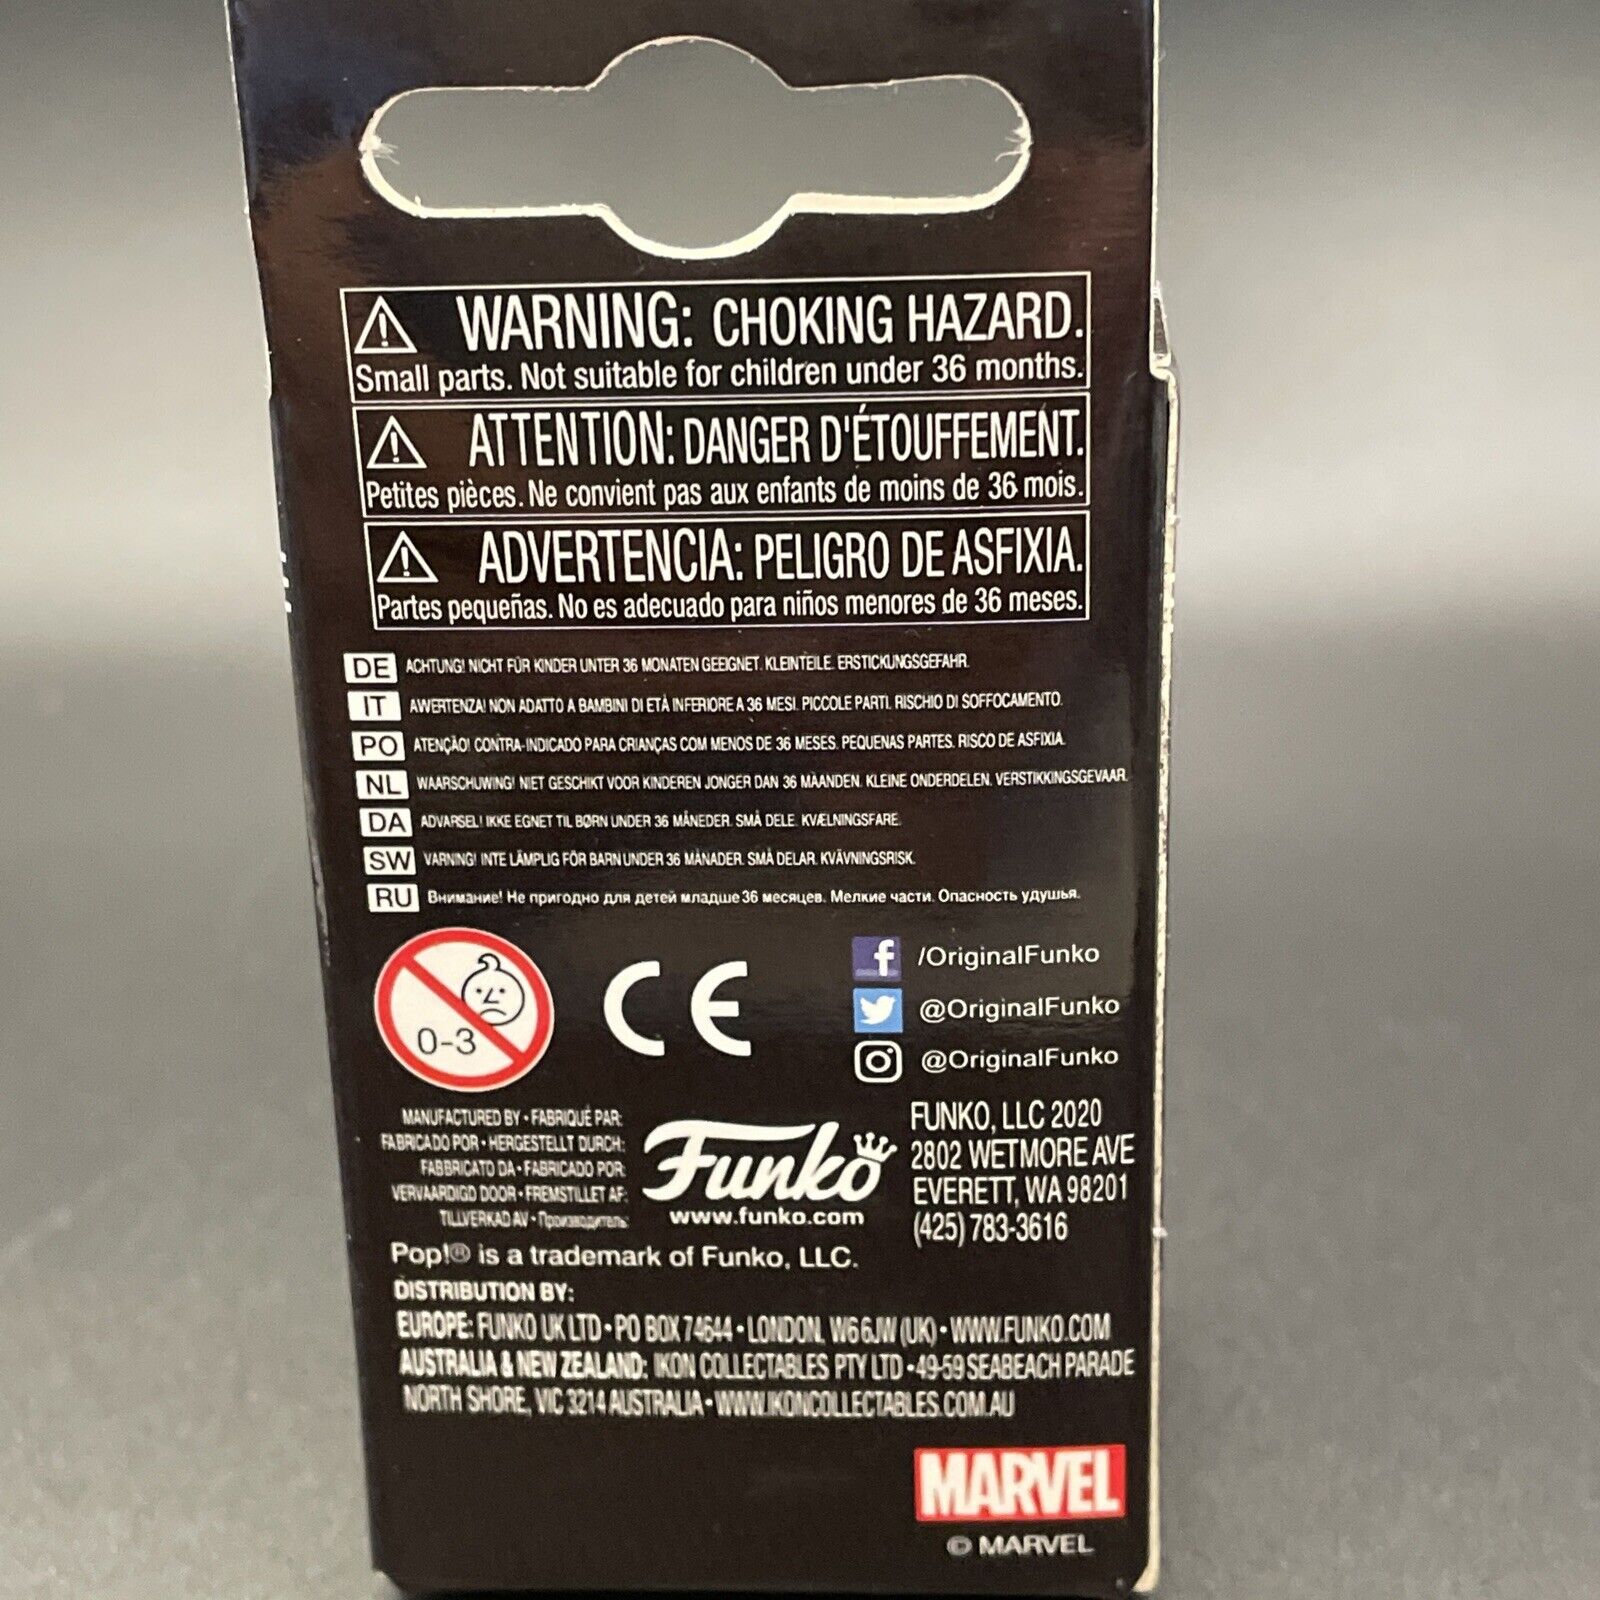 WARNING: CHOKING HAZARD.
Small parts. Not suitable for children under 36 months.
ATTENTION: DANGER D'ÉTOUFFEMENT.
Petites pièces. Ne convient pas aux enfants de moins de 36 mois.
ADVERTENCIA: PELIGRO DE ASFIXIA.
Partes pequeñas. No es adecuado para niños menores de 36 meses.
DE ACHTUNG! NICHT FÜR KINDER UNTER 36 MONATEN GEEIGNET. KLEINTEILE. ERSTICKUNGSGEFAHR.
IT AWERTENZA! NON ADATTO A BAMBINI DI ETÀ INFERIORE A 36 MESI. PICCOLE PARTI. RISCHIO DI SOFFOCAMENTO.
PO ATENÇÃO! CONTRA-INDICADO PARA CRIANÇAS COM MENOS DE 36 MESES. PEQUENAS PARTES. RISCO DE ASFIXIA.
NL WAARSCHUWING! NIET GESCHIKT VOOR KINDEREN JONGER DAN 36 MAANDEN. KLEINE ONDERDELEN. VERSTIKKINGSGEVAAR.
DA ADVARSEL! IKKE EGNET TIL BØRN UNDER 36 MÅNEDER. SMÅ DELE. KVÆLNINGSFARE.
SW VARNING! INTE LÄMPLIG FÖR BARN UNDER 36 MÅNADER. SMÅ DELAR. KVÄVNINGSRISK.
RU Внимание! Не пригодно для детей младше 36 месяцев. Мелкие части. Опасность удушья.
0-3
CE
/OriginalFunko
@OriginalFunko
@OriginalFunko
MANUFACTURED BY • FABRIQUÉ PAR:
FABRICADO POR • HERGESTELLT DURCH:
FABBRICATO DA • FABRICADO POR:
VERVAARDIGD DOOR • FREMSTILLET AF:
TILLVERKAD AV • Производитель:
Funko
www.funko.com
FUNKO, LLC 2020
2802 WETMORE AVE
EVERETT, WA 98201
(425) 783-3616
Pop!® is a trademark of Funko, LLC.
DISTRIBUTION BY:
EUROPE: FUNKO UK LTD • PO BOX 74644 • LONDON, W6 6JW (UK) • WWW.FUNKO.COM
AUSTRALIA & NEW ZEALAND: IKON COLLECTABLES PTY LTD • 49-59 SEABEACH PARADE
NORTH SHORE, VIC 3214 AUSTRALIA • WWW.IKONCOLLECTABLES.COM.AU
MARVEL
© MARVEL